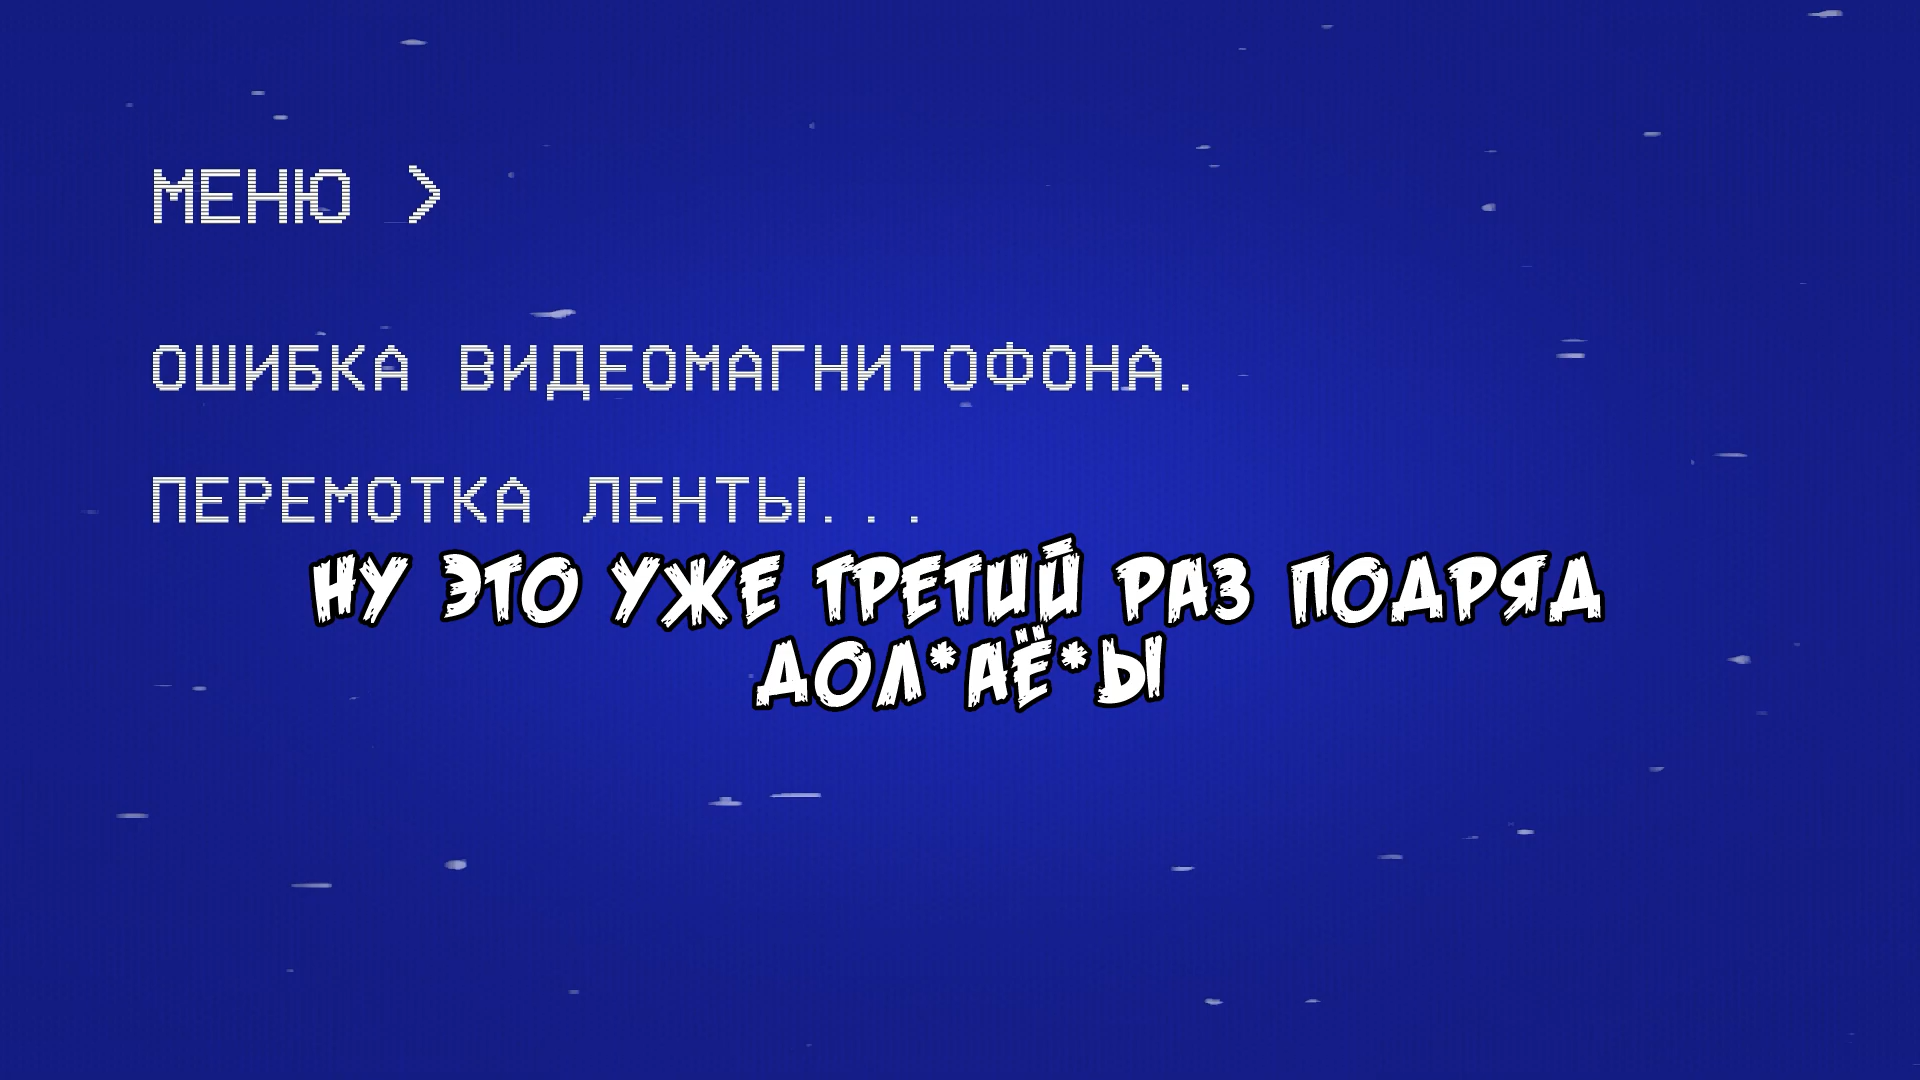 МЕНЮ >
ОШИБКА ВИДЕОМАГНИТОФОНА.
ПЕРЕМОТКА ЛЕНТЫ...
НУ ЭТО УЖЕ ТРЕТИЙ РАЗ ПОДРЯД
ДОЛ*АЁ*Ы